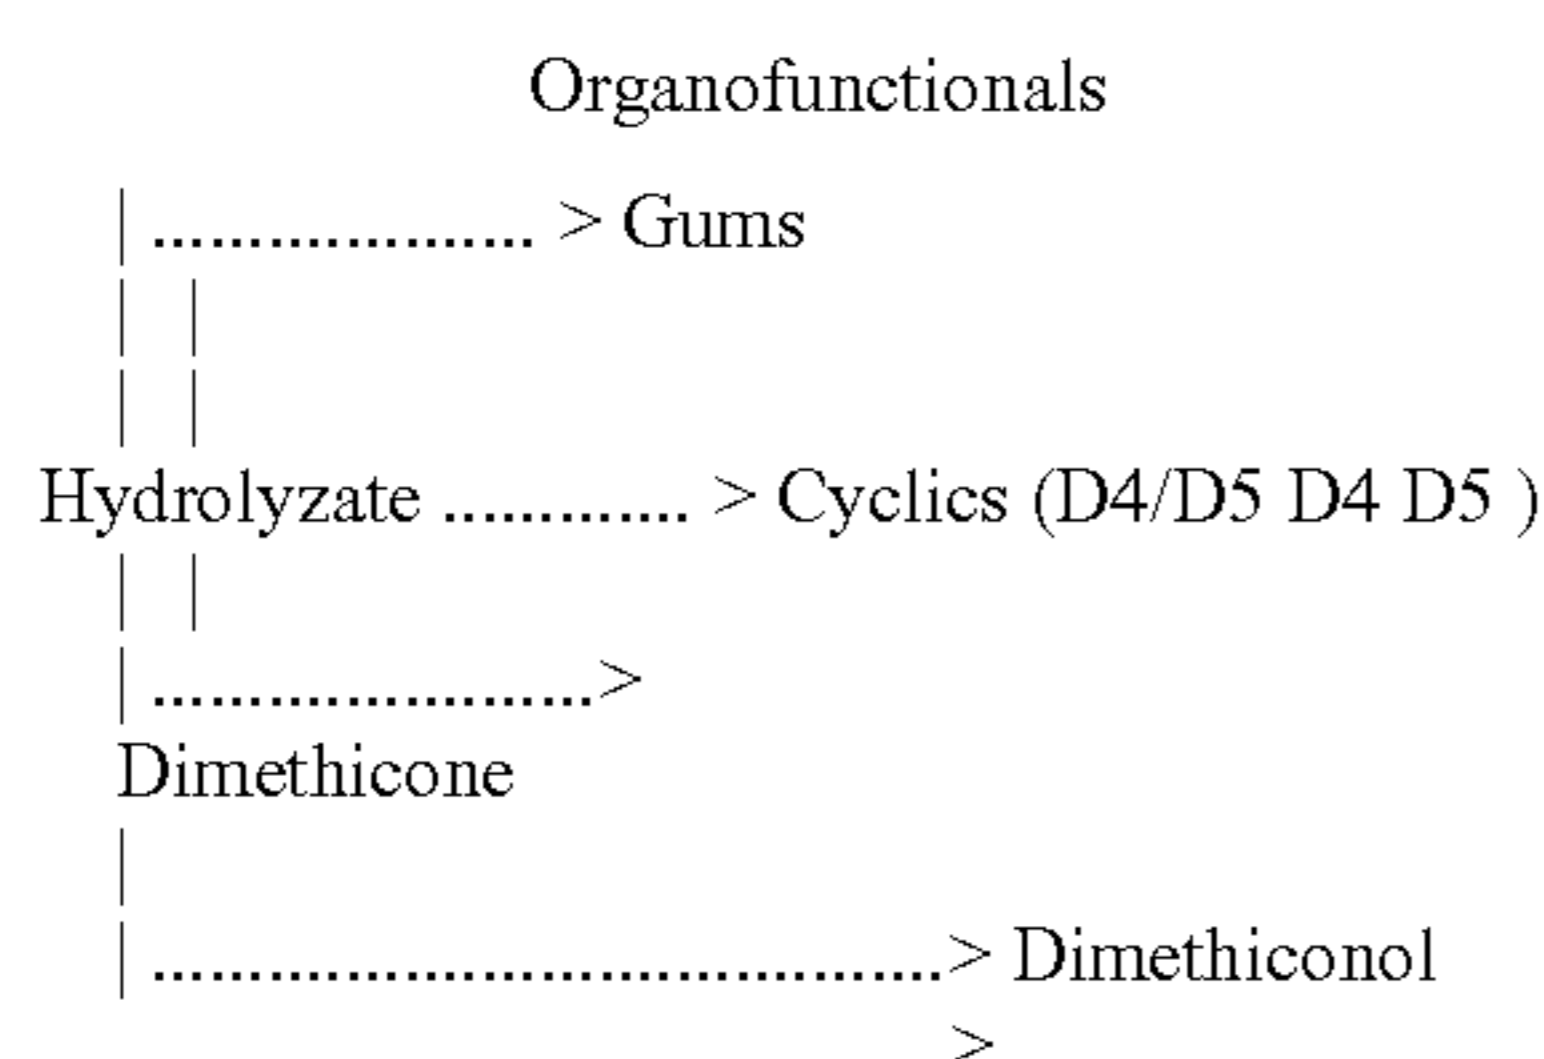 Organofunctionals
| .................... > Gums
| |
| |
Hydrolyzate ............. > Cyclics (D4/D5 D4 D5 )
| |
| .......................>
Dimethicone
|
| .........................................> Dimethiconol
>